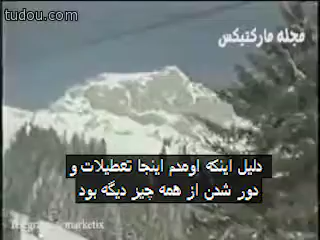 tudou.com
مجله مارکتیکس
دلیل اینکه اومدم اینجا تعطیلات و
دور شدن از همه چیز دیگه بود